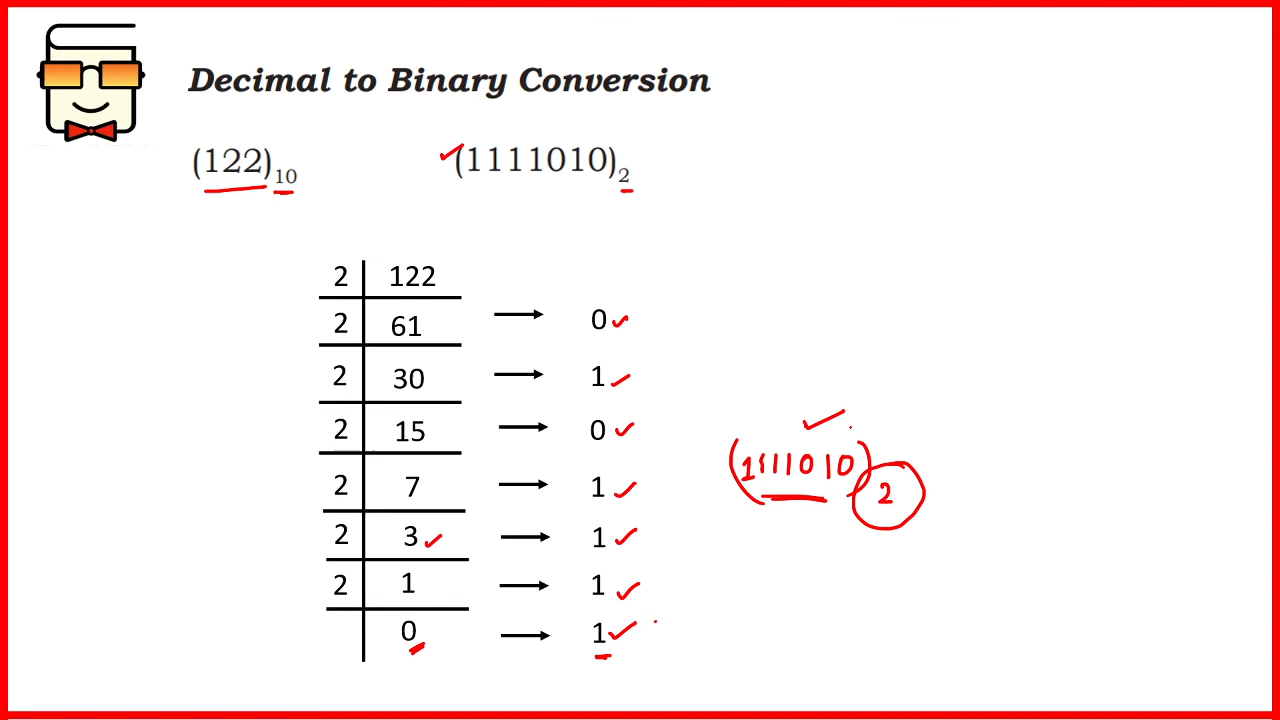 Decimal to Binary Conversion
(122)10 (1111010)2
2 122
2 61 → 0
2 30 → 1
2 15 → 0
2 7 → 1
2 3 → 1
2 1 → 1
0 → 1
(1111010)2